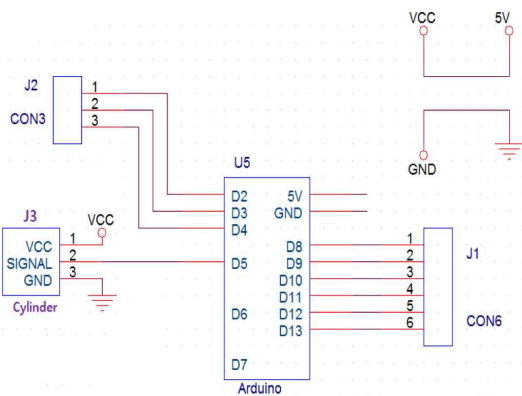 VCC 5V
GND
J2
CON3
1
2
3
J3
VCC
VCC
SIGNAL
GND
1
2
3
Cylinder
U5
D2
D3
D4
D5
D6
D7
5V
GND
D8
D9
D10
D11
D12
D13
Arduino
1
2
3
4
5
6
J1
CON6